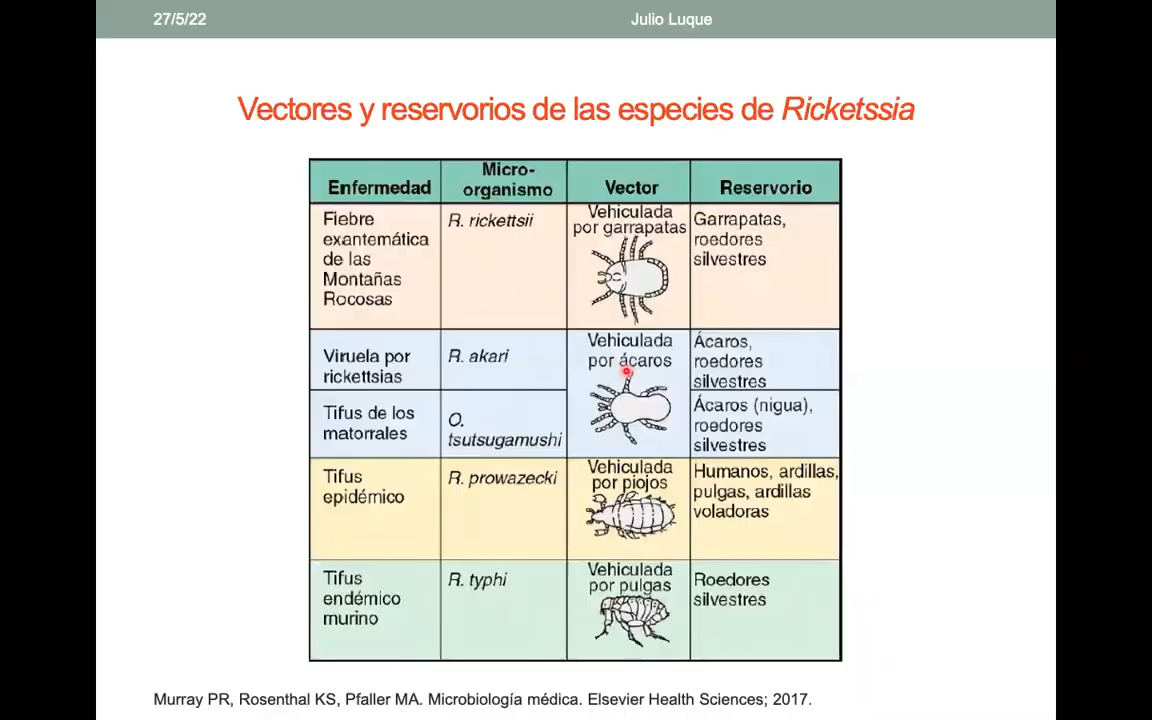 27/5/22
Julio Luque
Vectores y reservorios de las especies de Ricketssia
Enfermedad
Micro-
organismo
Vector
Reservorio
Fiebre
exantemática
de las
Montañas
Rocosas
R. rickettsii
Vehiculada
por garrapatas
Garrapatas,
roedores
silvestres
Viruela por
rickettsias
R. akari
Vehiculada
por ácaros
Ácaros,
roedores
silvestres
Tifus de los
matorrales
O.
tsutsugamushi
Ácaros (nigua),
roedores
silvestres
Tifus
epidémico
R. prowazecki
Vehiculada
por piojos
Humanos, ardillas,
pulgas, ardillas
voladoras
Tifus
endémico
murino
R. typhi
Vehiculada
por pulgas
Roedores
silvestres
Murray PR, Rosenthal KS, Pfaller MA. Microbiología médica. Elsevier Health Sciences; 2017.